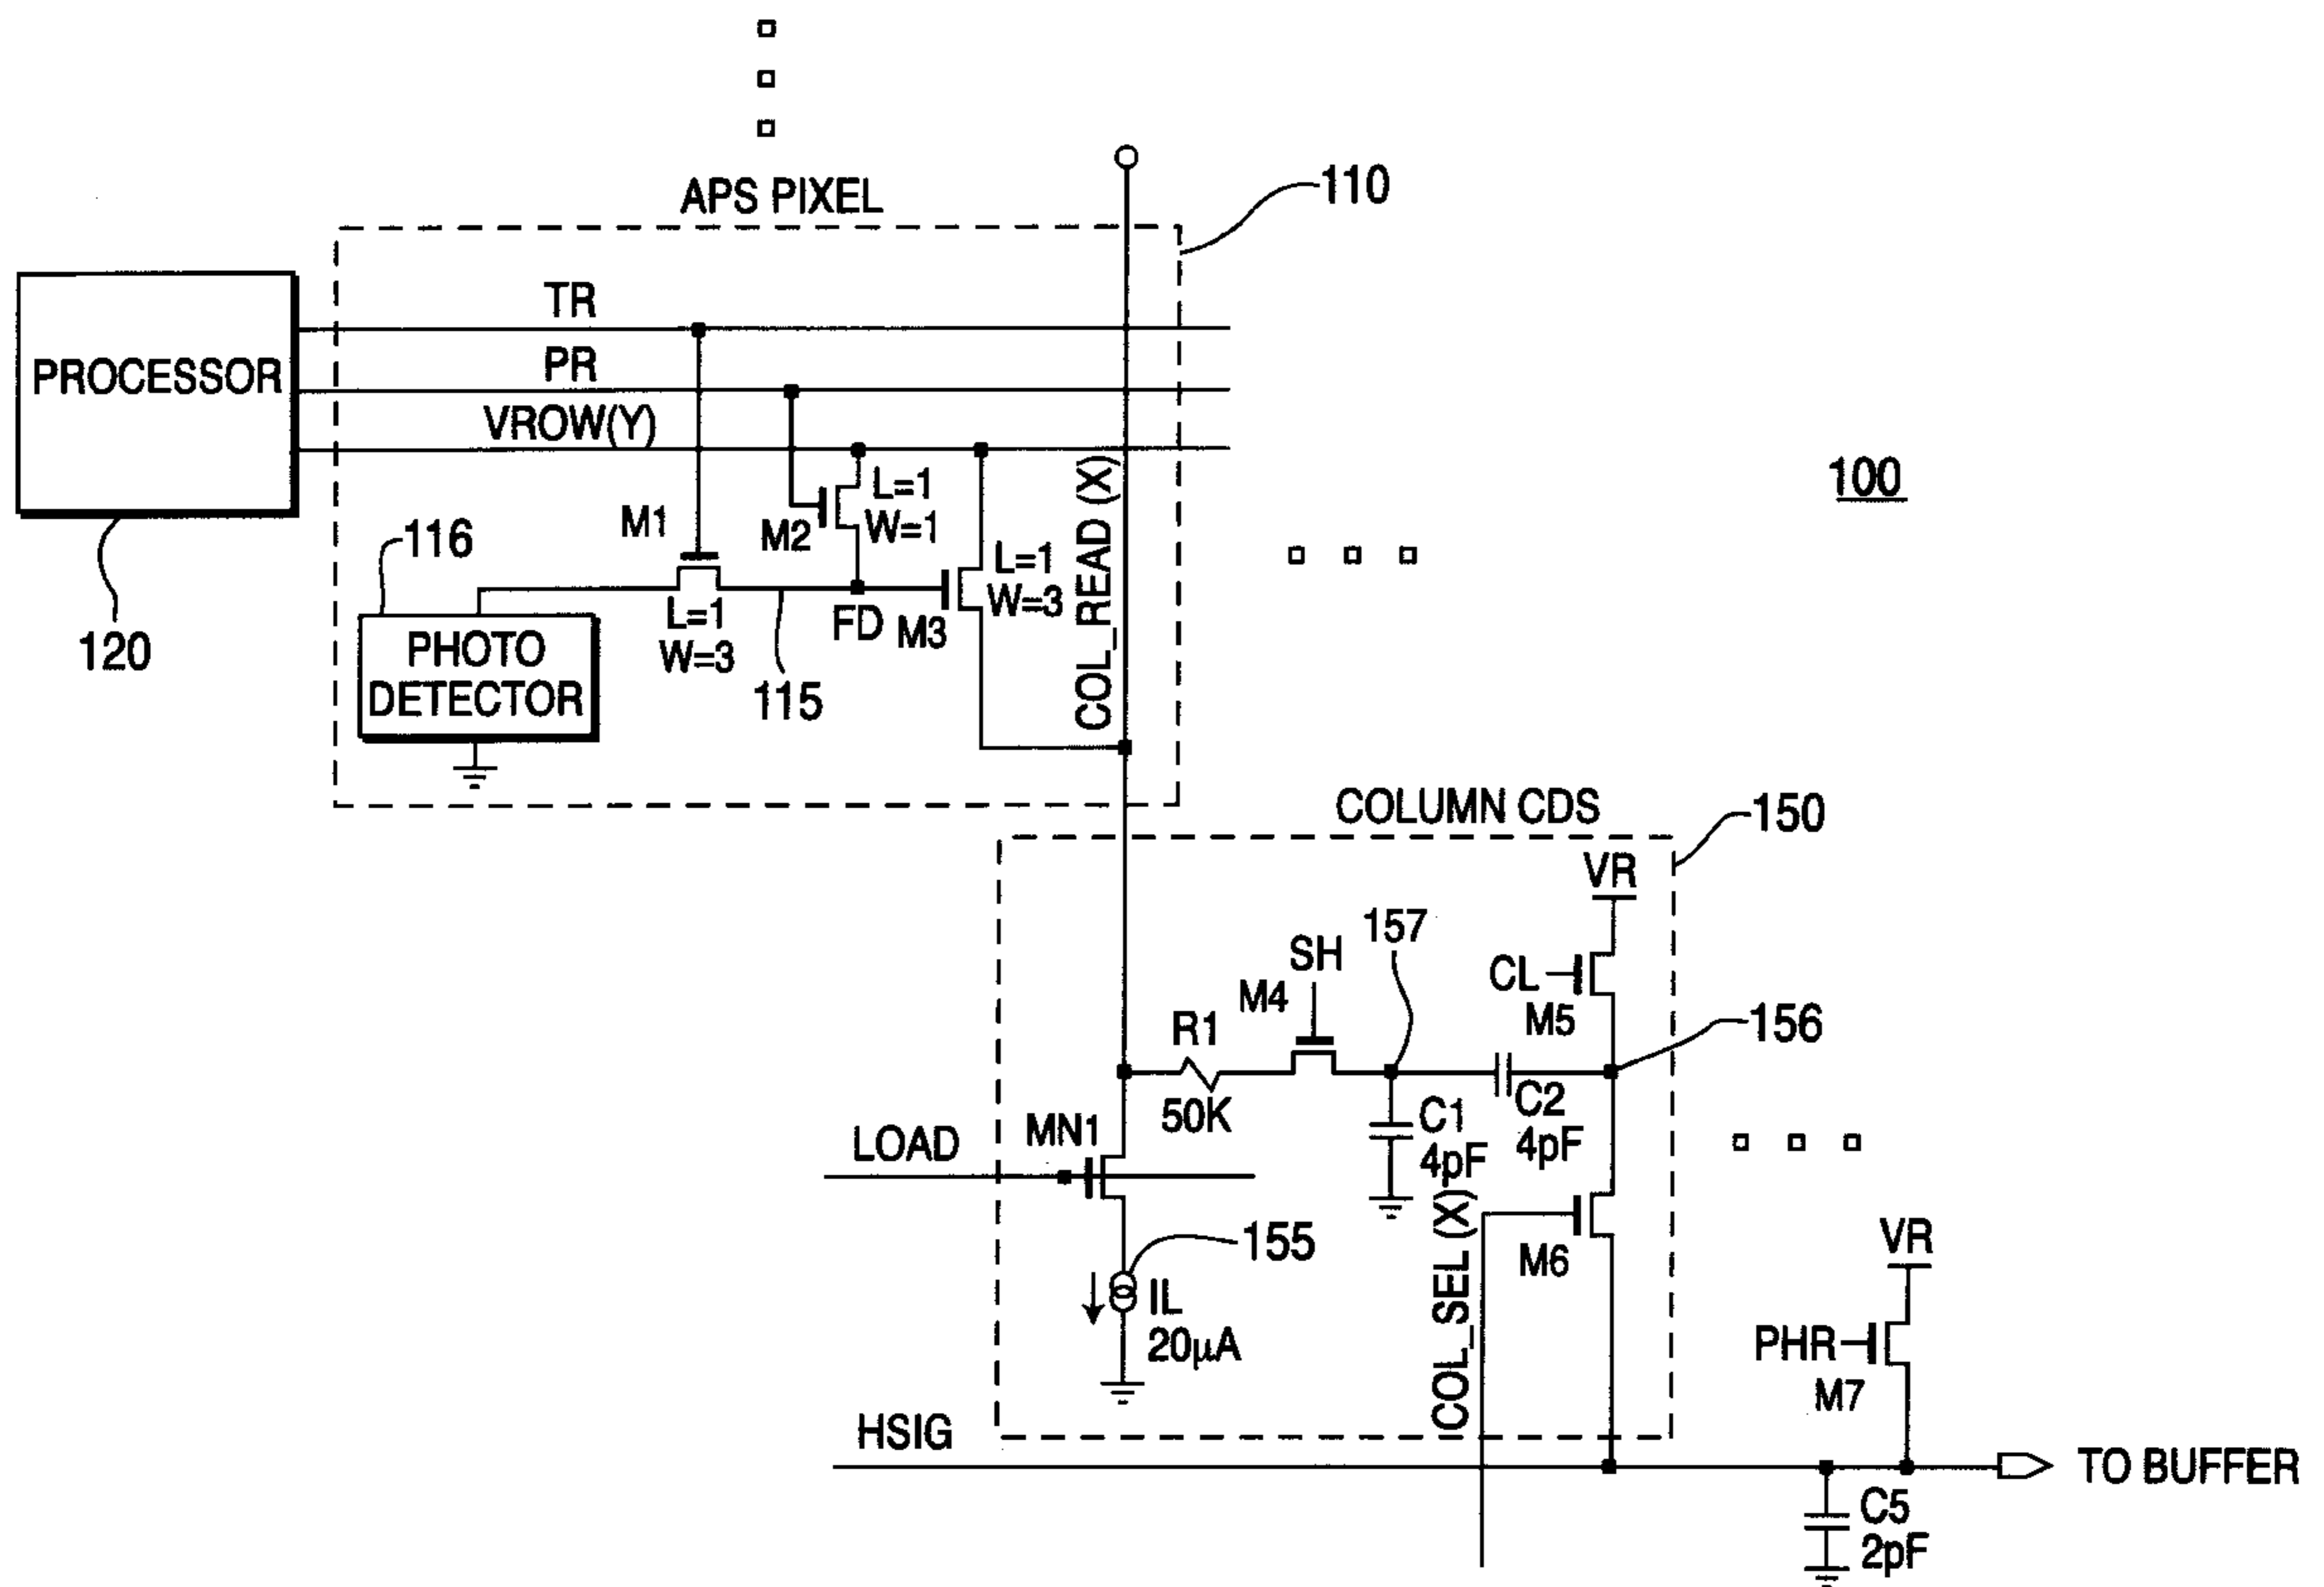 APS PIXEL
110
TR
PROCESSOR
PR
VROW(Y)
100
L=1
W=1
M1
M2
COL_READ (X)
116
L=1
W=3
L=1
W=3
FD
M3
120
PHOTO
DETECTOR
115
COLUMN CDS
150
VR
157
SH
CL
M4
M5
156
R1
50K
C1
4pF
C2
4pF
LOAD
MN1
COL_SEL (X)
M6
155
IL
20µA
VR
PHR
M7
HSIG
TO BUFFER
C5
2pF